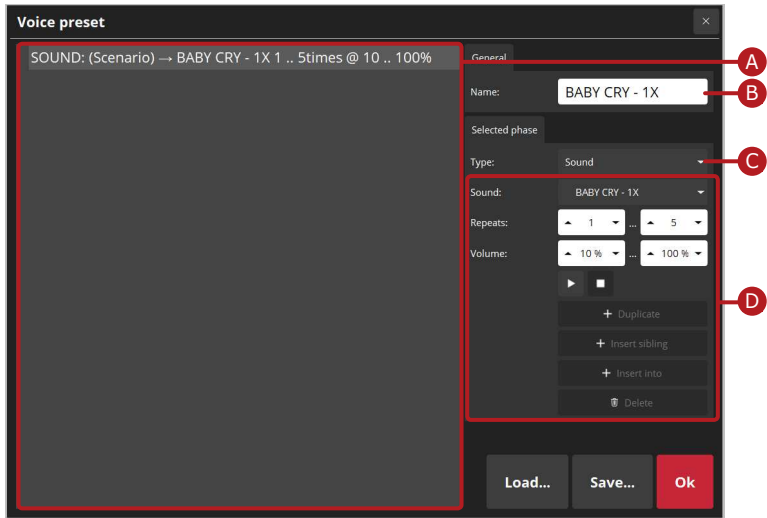 Voice preset
SOUND: (Scenario) → BABY CRY - 1X 1 .. 5times @ 10 .. 100%
General
A
Name: BABY CRY - 1X
B
Selected phase
Type: Sound
C
Sound: BABY CRY - 1X
Repeats: 1 ... 5
Volume: 10 % ... 100 %
D
+ Duplicate
+ Insert sibling
+ Insert into
Delete
Load... Save... Ok